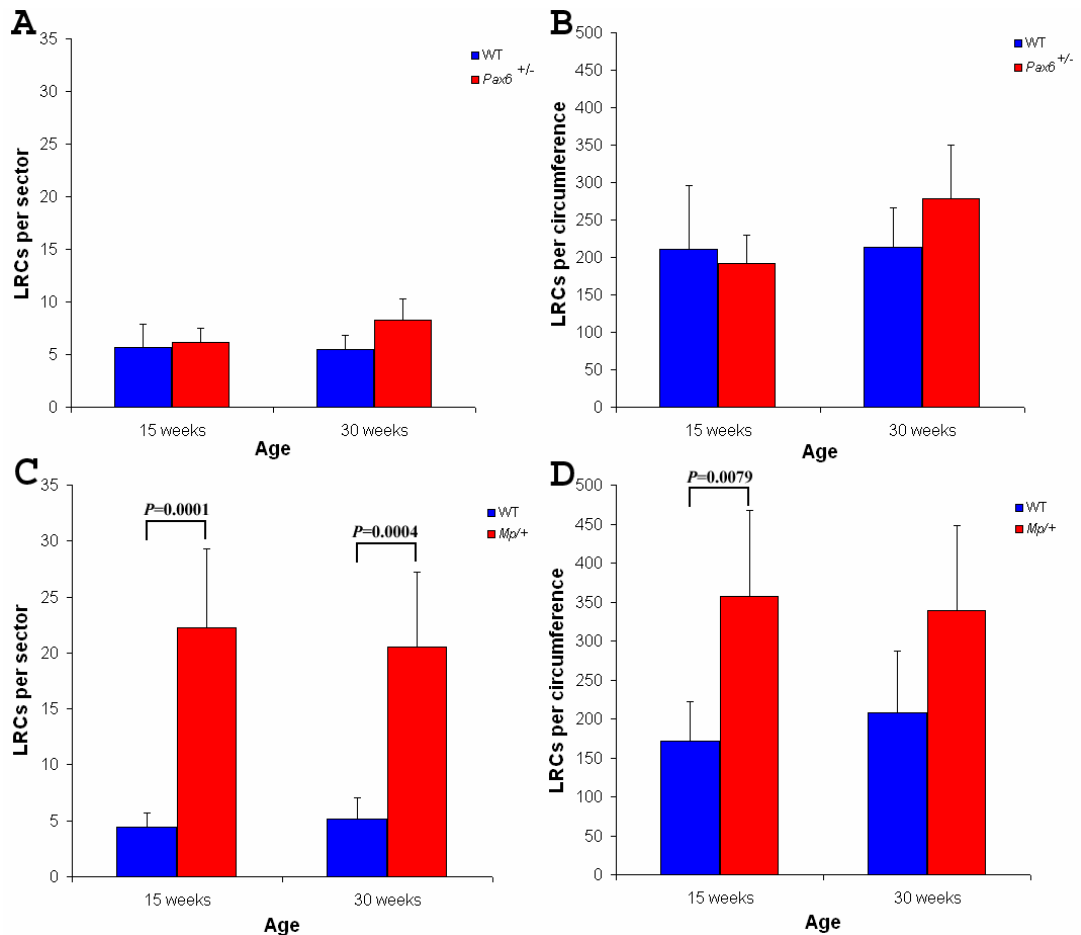 A
35
30
25
20
15
10
5
0
LRCs per sector
WT
Pax6 +/-
15 weeks
30 weeks
Age
B
500
450
400
350
300
250
200
150
100
50
0
LRCs per circumference
WT
Pax6 +/-
15 weeks
30 weeks
Age
C
35
30
25
20
15
10
5
0
LRCs per sector
P=0.0001
P=0.0004
WT
Mp/+
15 weeks
30 weeks
Age
D
500
450
400
350
300
250
200
150
100
50
0
LRCs per circumference
P=0.0079
WT
Mp/+
15 weeks
30 weeks
Age